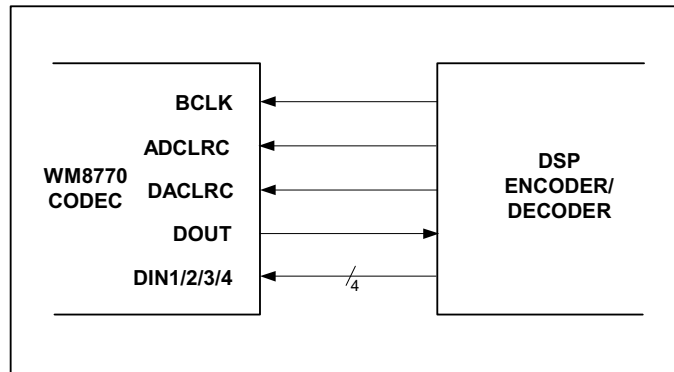 BCLK
ADCLRC
WM8770
CODEC
DACLRC
DOUT
DIN1/2/3/4
4
DSP
ENCODER/
DECODER